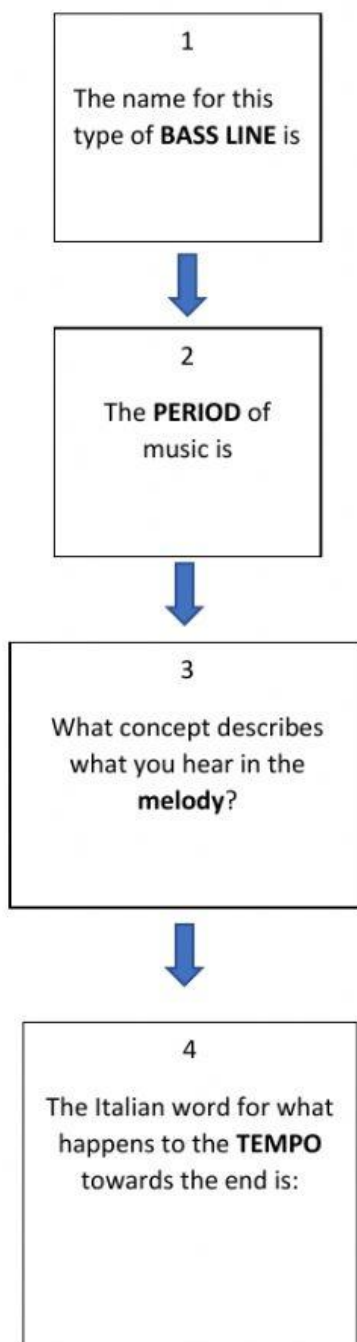 1
The name for this
type of BASS LINE is
2
The PERIOD of
music is
3
What concept describes
what you hear in the
melody?
4
The Italian word for what
happens to the TEMPO
towards the end is: